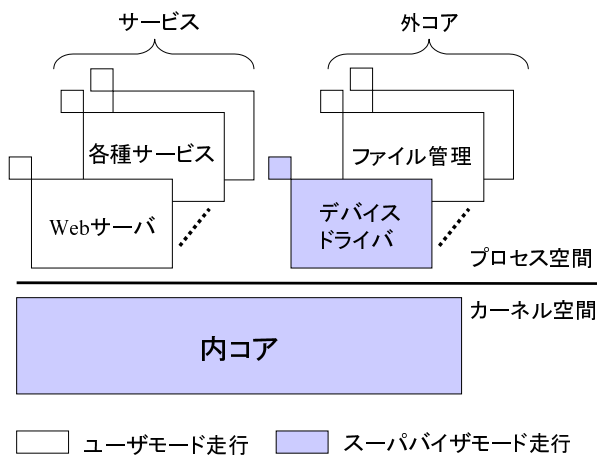 サービス
外コア
各種サービス
ファイル管理
Webサーバ
デバイス
ドライバ
プロセス空間
カーネル空間
内コア
ユーザモード走行
スーパバイザモード走行